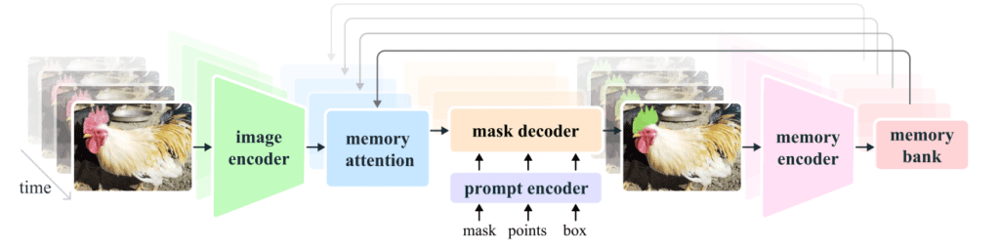 time
image
encoder
memory
attention
mask decoder
prompt encoder
mask points box
memory
encoder
memory
bank